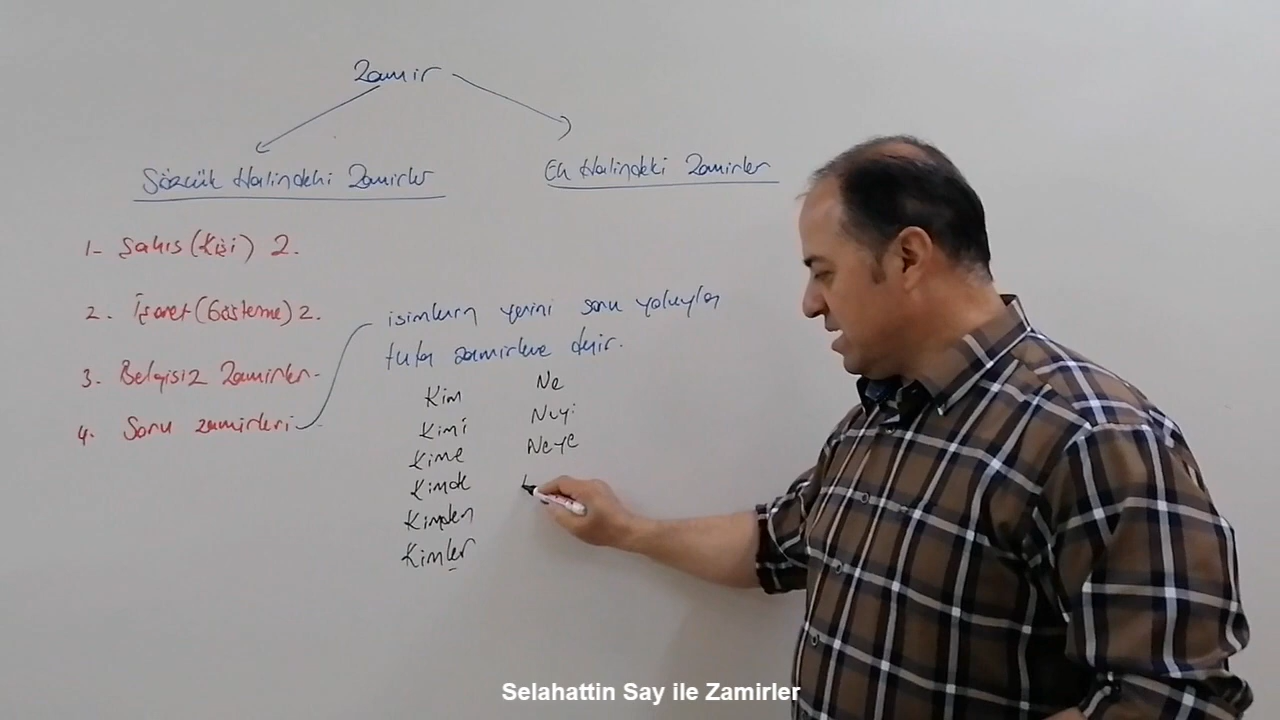 Zamir
Sözcük Halindeki Zamirler
Ek Halindeki Zamirler
1- Şahıs (Kişi) Z.
2. İşaret (Gösterme) Z.
3. Belgisiz Zamirler.
4. Soru zamirleri
isimlerin yerini soru yoluyla
tutan zamirlere denir.
Kim
Kimi
Kime
Kimde
Kimden
Kimler
Ne
Neyi
Neye
Selahattin Say ile Zamirler